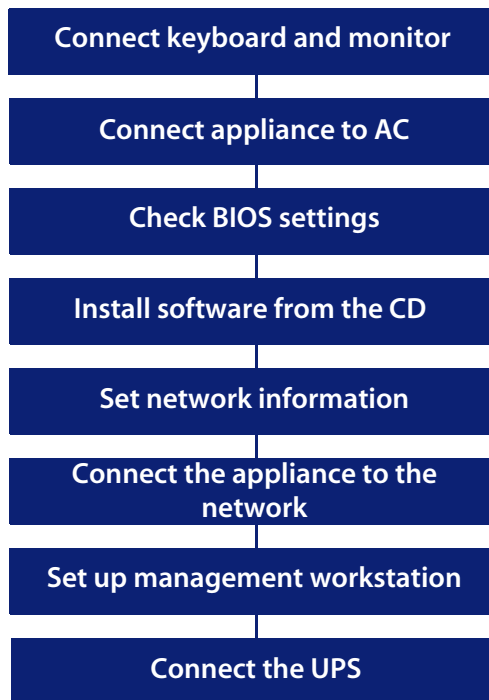 Connect keyboard and monitor
Connect appliance to AC
Check BIOS settings
Install software from the CD
Set network information
Connect the appliance to the
network
Set up management workstation
Connect the UPS